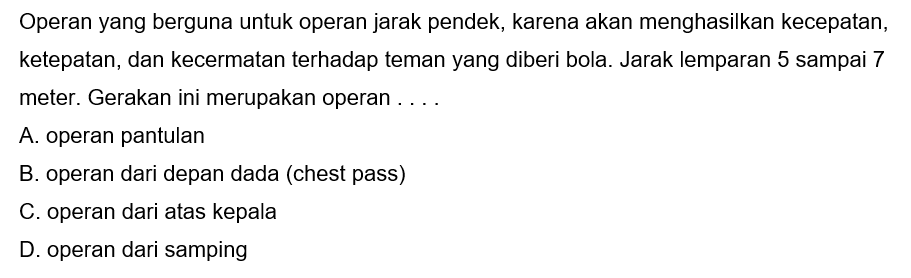 Operan yang berguna untuk operan jarak pendek, karena akan menghasilkan kecepatan,
ketepatan, dan kecermatan terhadap teman yang diberi bola. Jarak lemparan 5 sampai 7
meter. Gerakan ini merupakan operan . . . .
A. operan pantulan
B. operan dari depan dada (chest pass)
C. operan dari atas kepala
D. operan dari samping